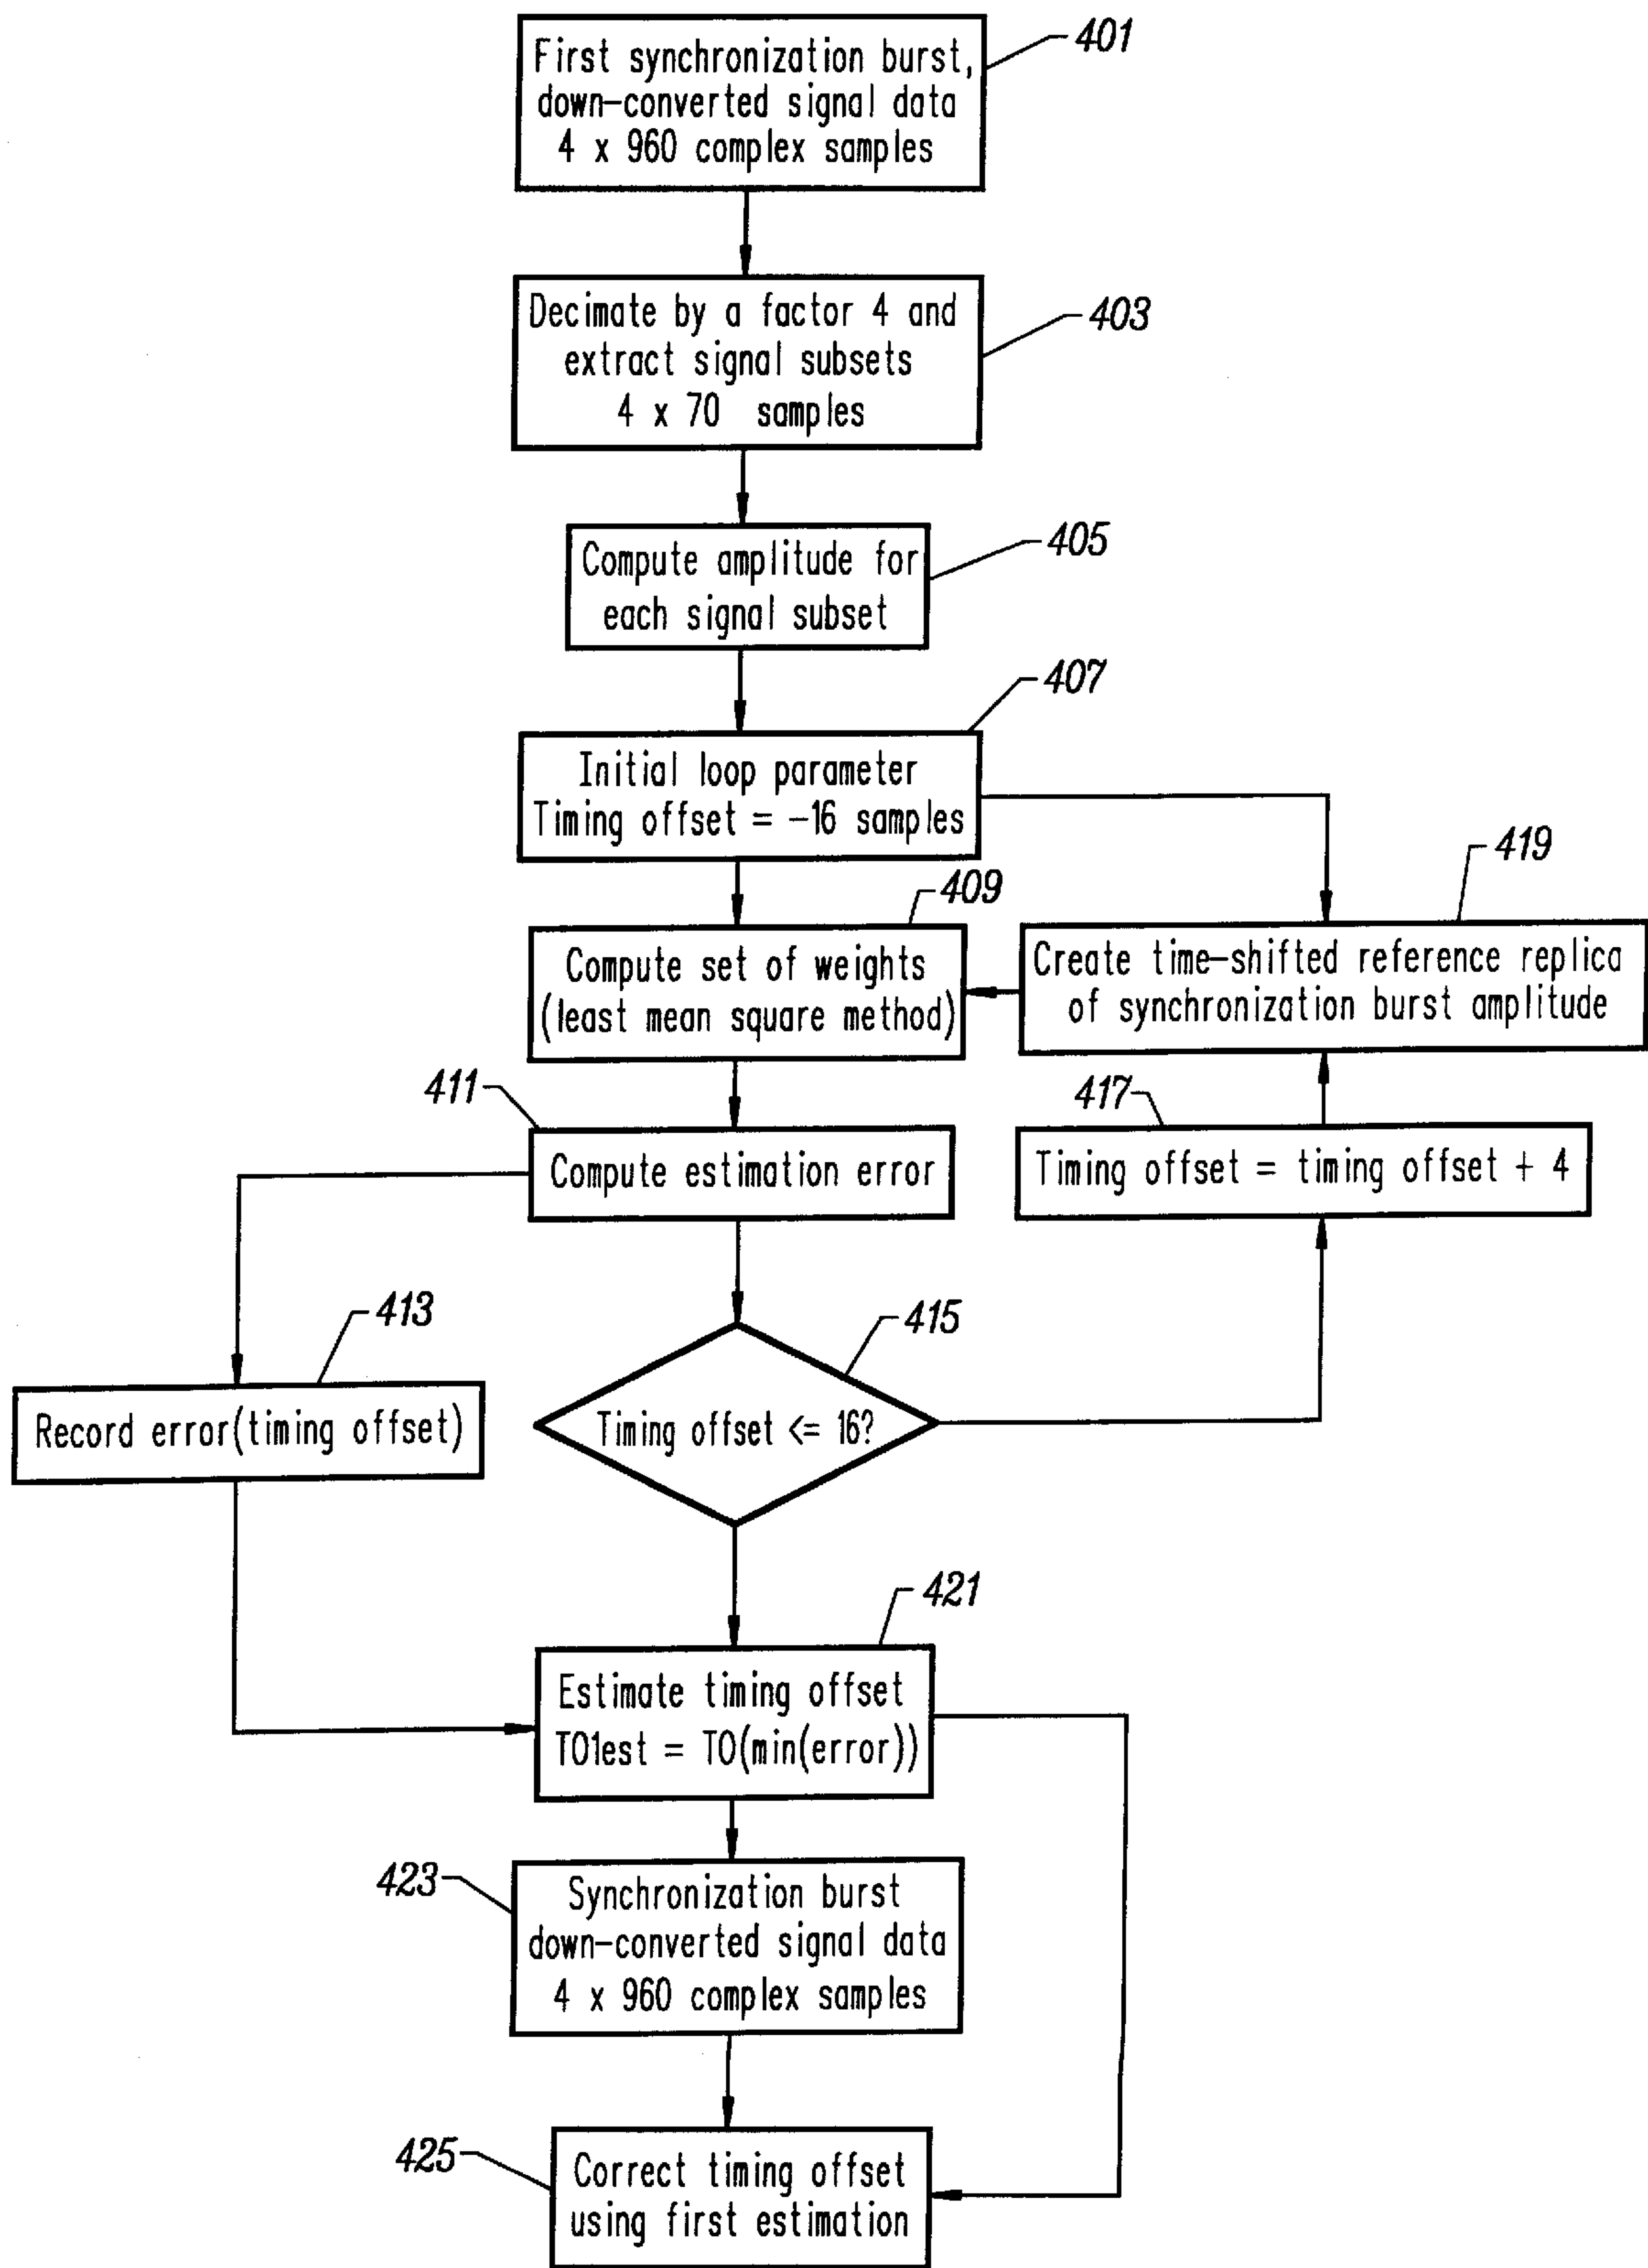 401
First synchronization burst,
down-converted signal data
4 x 960 complex samples
403
Decimate by a factor 4 and
extract signal subsets
4 x 70 samples
405
Compute amplitude for
each signal subset
407
Initial loop parameter
Timing offset = -16 samples
409
Compute set of weights
(least mean square method)
419
Create time-shifted reference replica
of synchronization burst amplitude
411
Compute estimation error
417
Timing offset = timing offset + 4
413
Record error(timing offset)
415
Timing offset <= 16?
421
Estimate timing offset
TO1est = TO(min(error))
423
Synchronization burst
down-converted signal data
4 x 960 complex samples
425
Correct timing offset
using first estimation